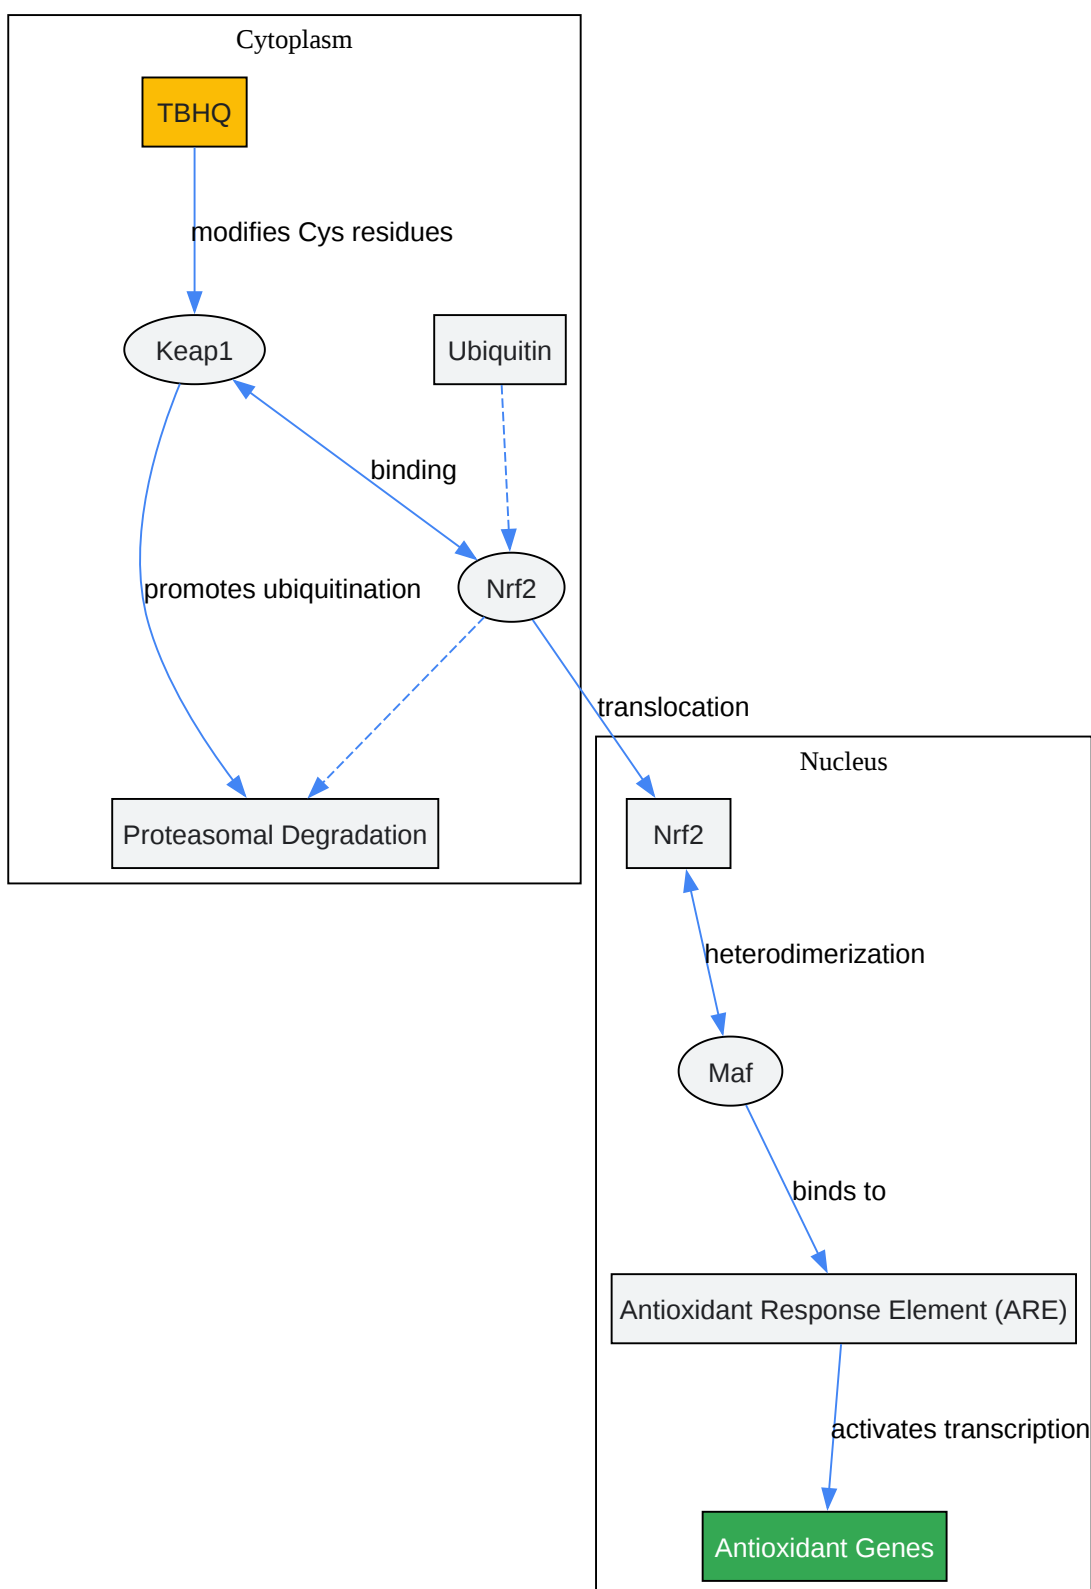 Cytoplasm
TBHQ
modifies Cys residues
Keap1
Ubiquitin
binding
promotes ubiquitination
Nrf2
translocation
Proteasomal Degradation
Nucleus
Nrf2
heterodimerization
Maf
binds to
Antioxidant Response Element (ARE)
activates transcription
Antioxidant Genes